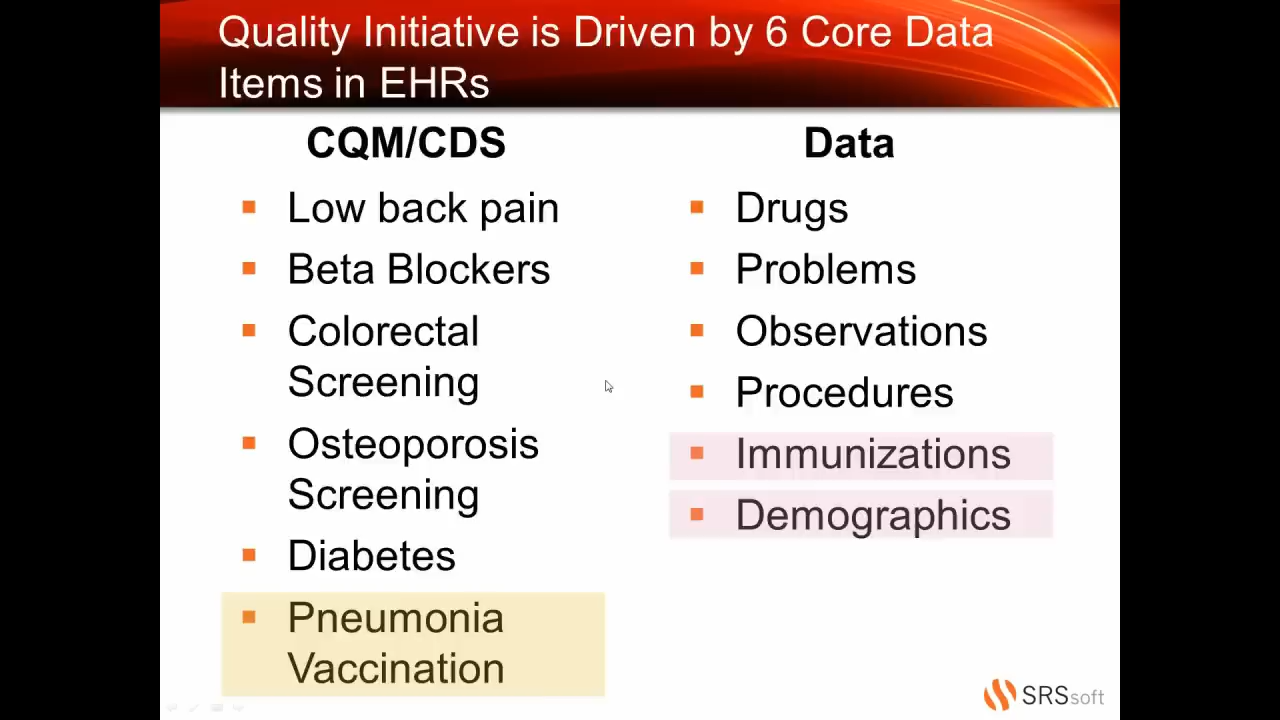 Quality Initiative is Driven by 6 Core Data
Items in EHRs
CQM/CDS
Low back pain
Beta Blockers
Colorectal
Screening
Osteoporosis
Screening
Diabetes
Pneumonia
Vaccination
Data
Drugs
Problems
Observations
Procedures
Immunizations
Demographics
SRSsoft